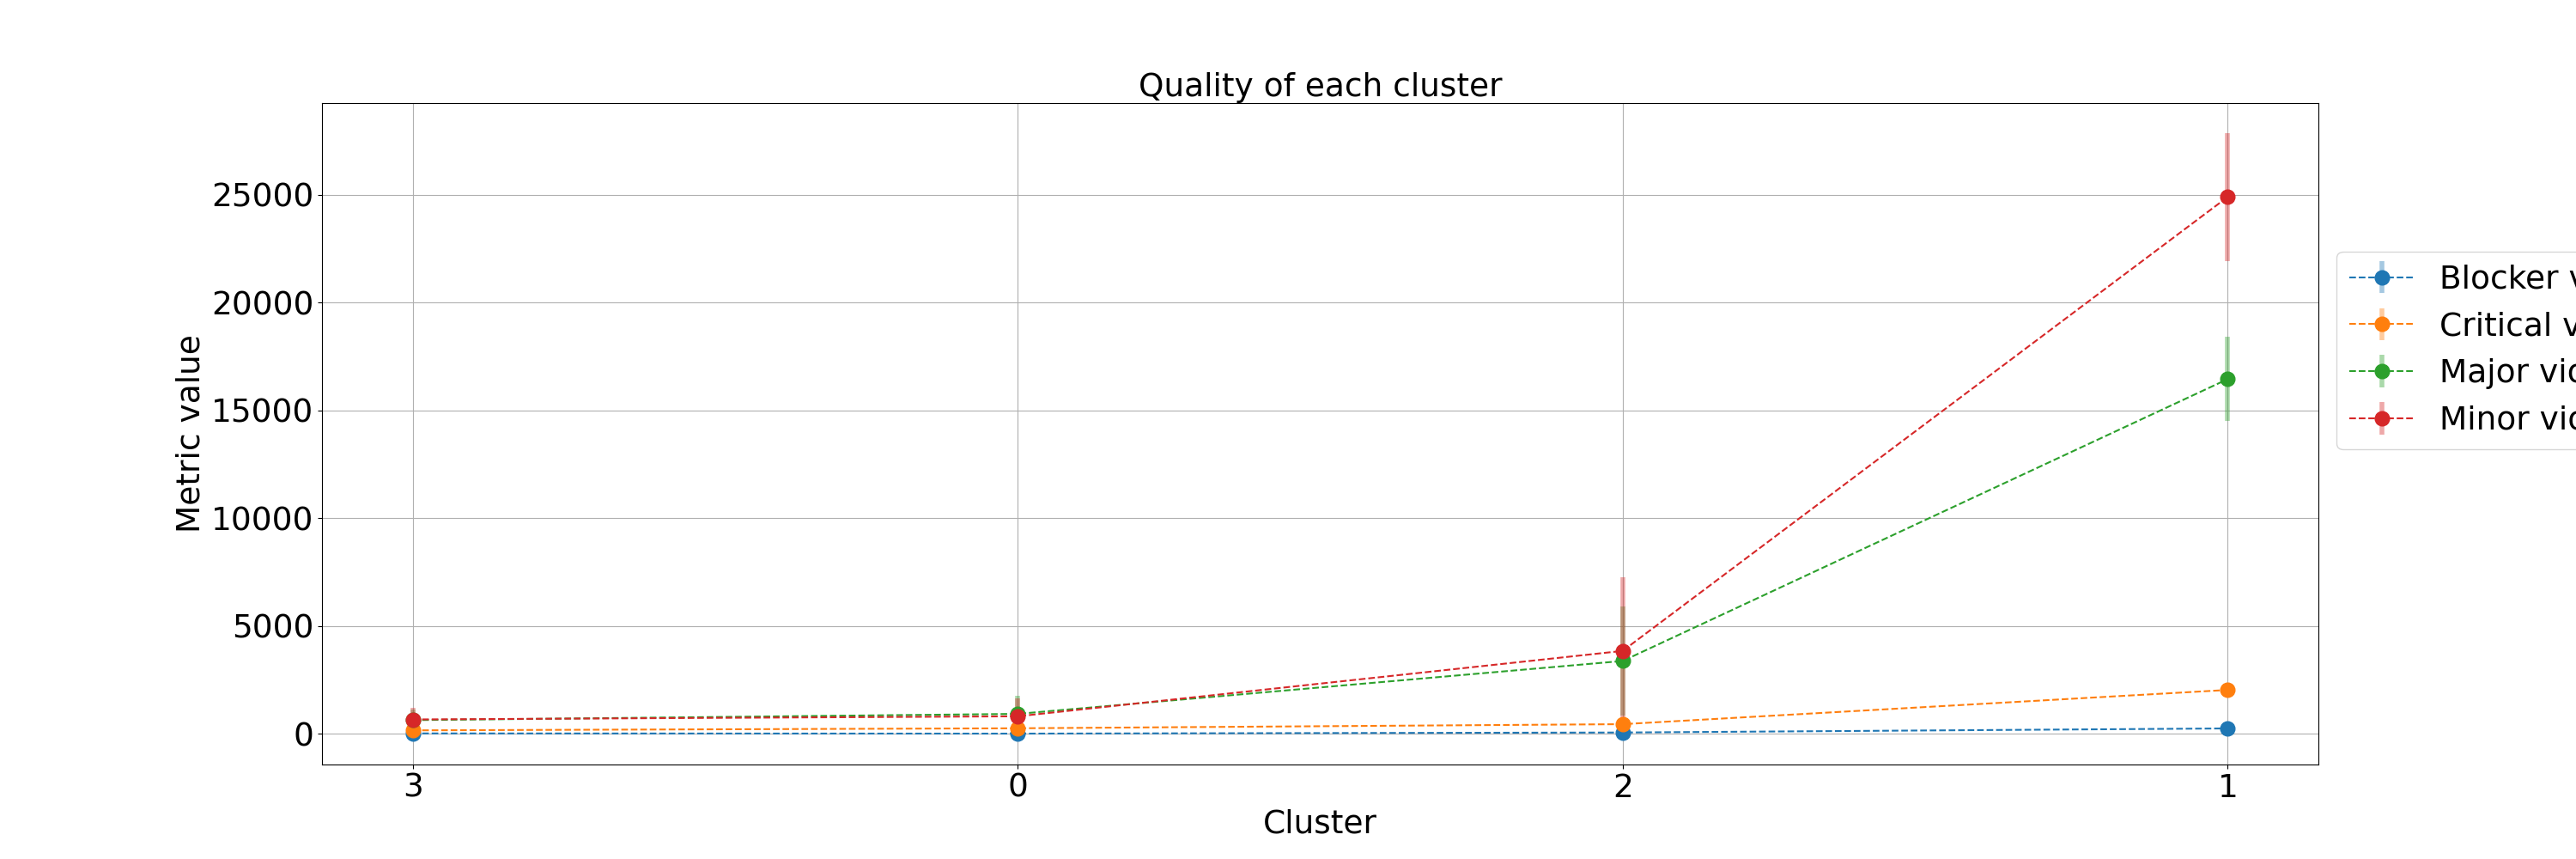 Quality of each cluster
Metric value
25000
20000
15000
10000
5000
0
3 0 2 1
Cluster
Blocker v
Critical v
Major vio
Minor vio